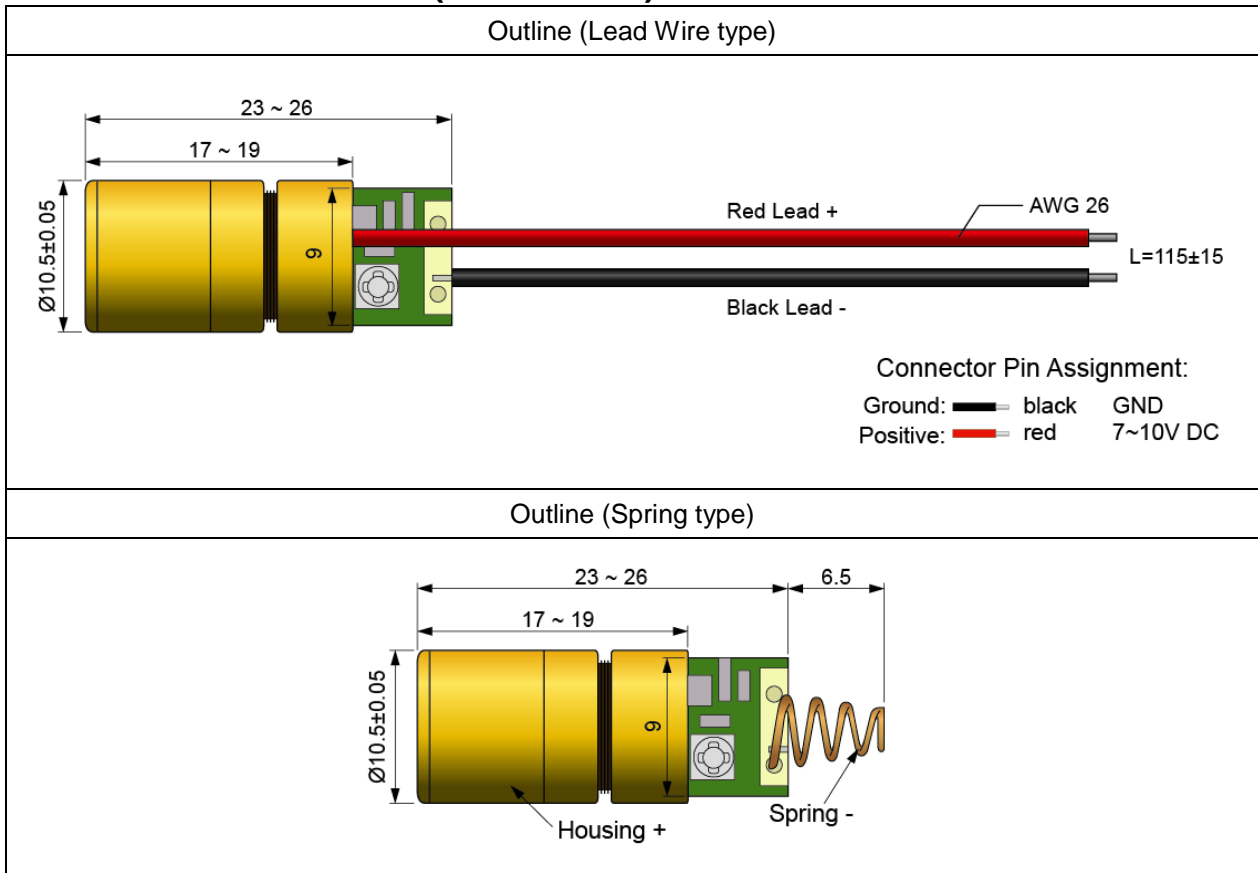 Outline (Lead Wire type)
23 ~ 26
17 ~ 19
Ø10.5±0.05
9
Red Lead +
AWG 26
L=115±15
Black Lead -
Connector Pin Assignment:
Ground: black GND
Positive: red 7~10V DC
Outline (Spring type)
23 ~ 26 6.5
17 ~ 19
Ø10.5±0.05
9
Housing +
Spring -